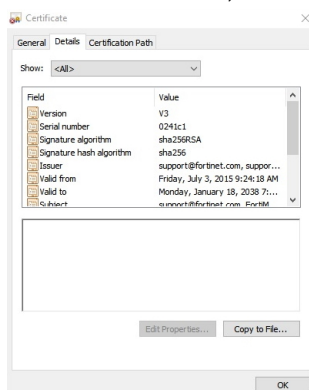 Certificate
General Details Certification Path
Show: <All>
Field Value
Version V3
Serial number 0241c1
Signature algorithm sha256RSA
Signature hash algorithm sha256
Issuer support@fortinet.com, suppor...
Valid from Friday, July 3, 2015 9:24:18 AM
Valid to Monday, January 18, 2038 7:...
Subject support@fortinet.com, FortiM
Edit Properties... Copy to File...
OK